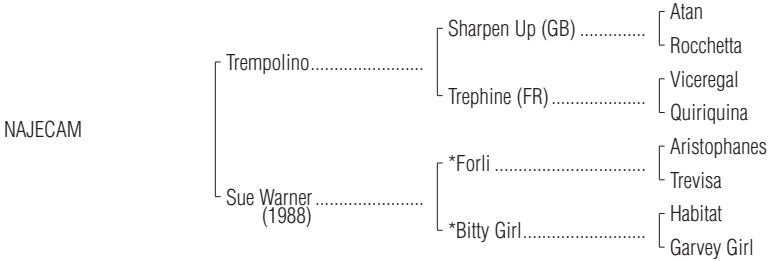 Atan
Sharpen Up (GB) ..............
Rocchetta
Trempolino........................
Viceregal
Trephine (FR) ....................
Quiriquina
NAJECAM
Aristophanes
*Forli ................................
Trevisa
Sue Warner .......................
(1988)
Habitat
*Bitty Girl..........................
Garvey Girl